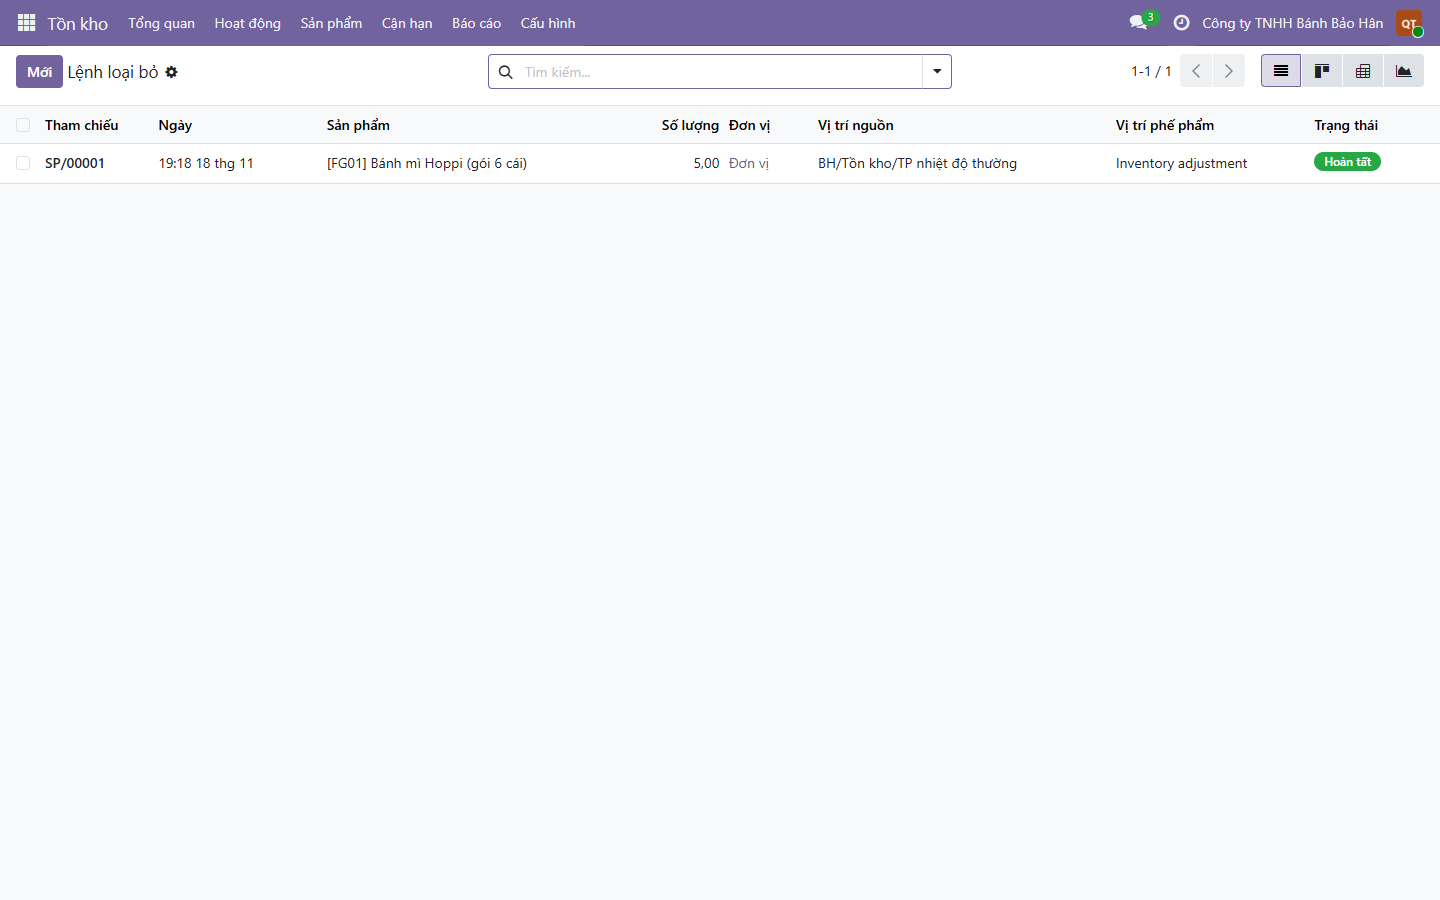 Tồn kho Tổng quan Hoạt động Sản phẩm Cận hạn Báo cáo Cấu hình 3 Công ty TNHH Bánh Bảo Hân QT
Mới Lệnh loại bỏ Tìm kiếm... 1-1 / 1
Tham chiếu Ngày Sản phẩm Số lượng Đơn vị Vị trí nguồn Vị trí phế phẩm Trạng thái
SP/00001 19:18 18 thg 11 [FG01] Bánh mì Hoppi (gói 6 cái) 5,00 Đơn vị BH/Tồn kho/TP nhiệt độ thường Inventory adjustment Hoàn tất